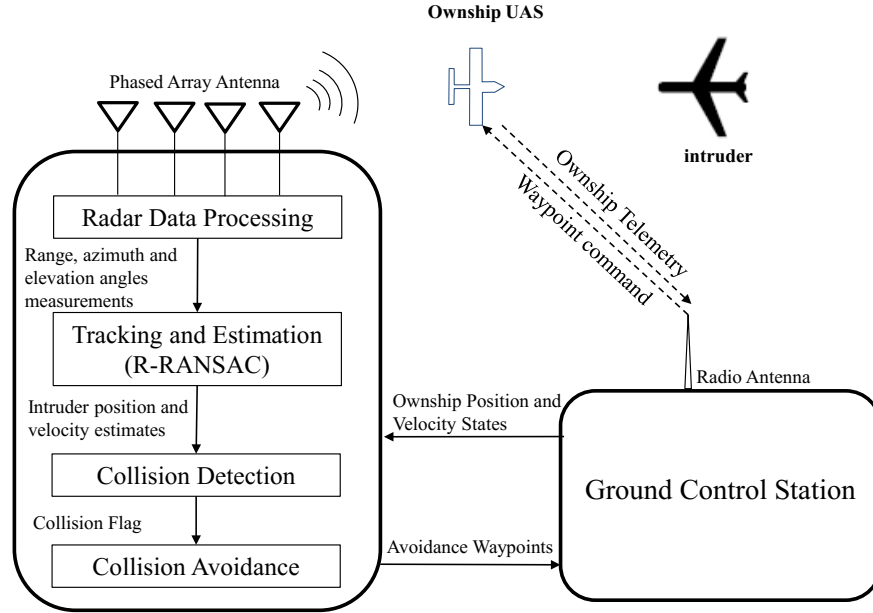 Ownship UAS
Phased Array Antenna
intruder
Ownship Telemetry
Waypoint command
Radar Data Processing
Range, azimuth and
elevation angles
measurements
Tracking and Estimation
(R-RANSAC)
Radio Antenna
Intruder position and
velocity estimates
Ownship Position and
Velocity States
Collision Detection
Ground Control Station
Collision Flag
Collision Avoidance
Avoidance Waypoints